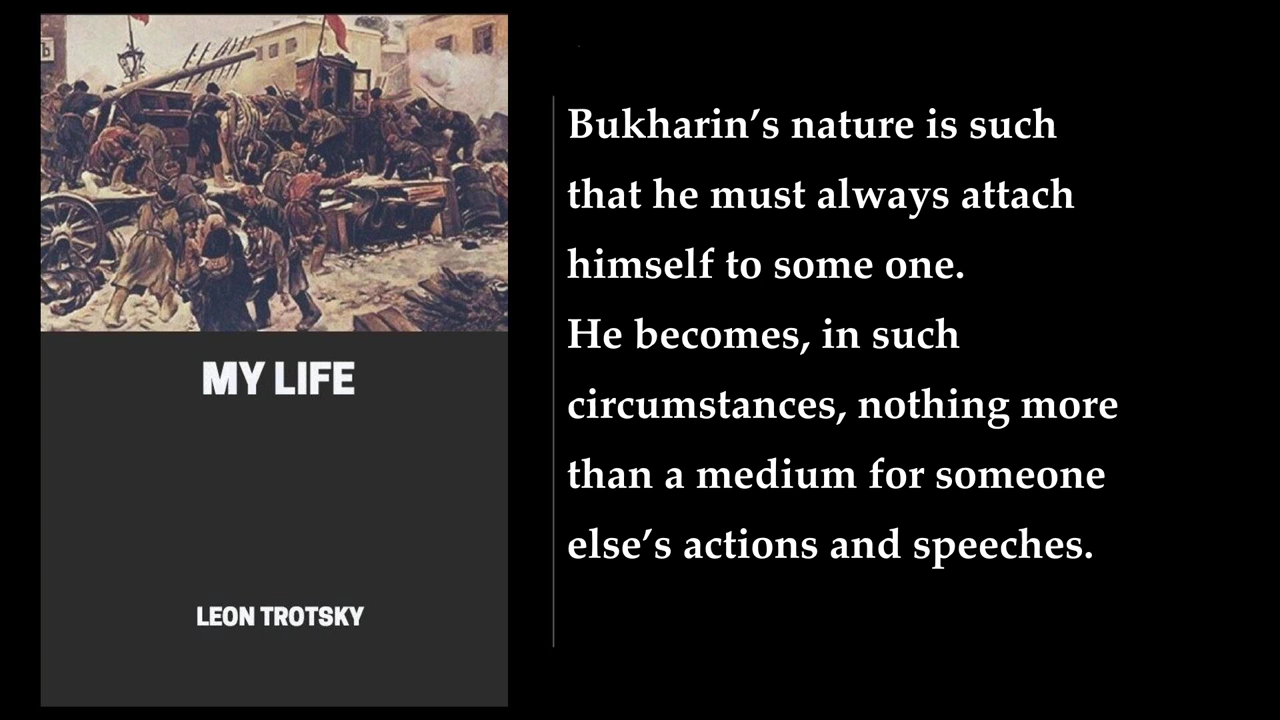 MY LIFE
LEON TROTSKY
Bukharin’s nature is such
that he must always attach
himself to some one.
He becomes, in such
circumstances, nothing more
than a medium for someone
else’s actions and speeches.